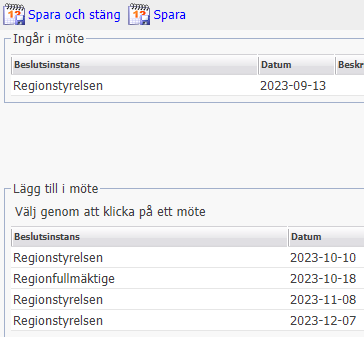 Spara och stäng Spara
Ingår i möte
Beslutsinstans Datum Beskr
Regionstyrelsen 2023-09-13
Lägg till i möte
Välj genom att klicka på ett möte
Beslutsinstans Datum
Regionstyrelsen 2023-10-10
Regionfullmäktige 2023-10-18
Regionstyrelsen 2023-11-08
Regionstyrelsen 2023-12-07